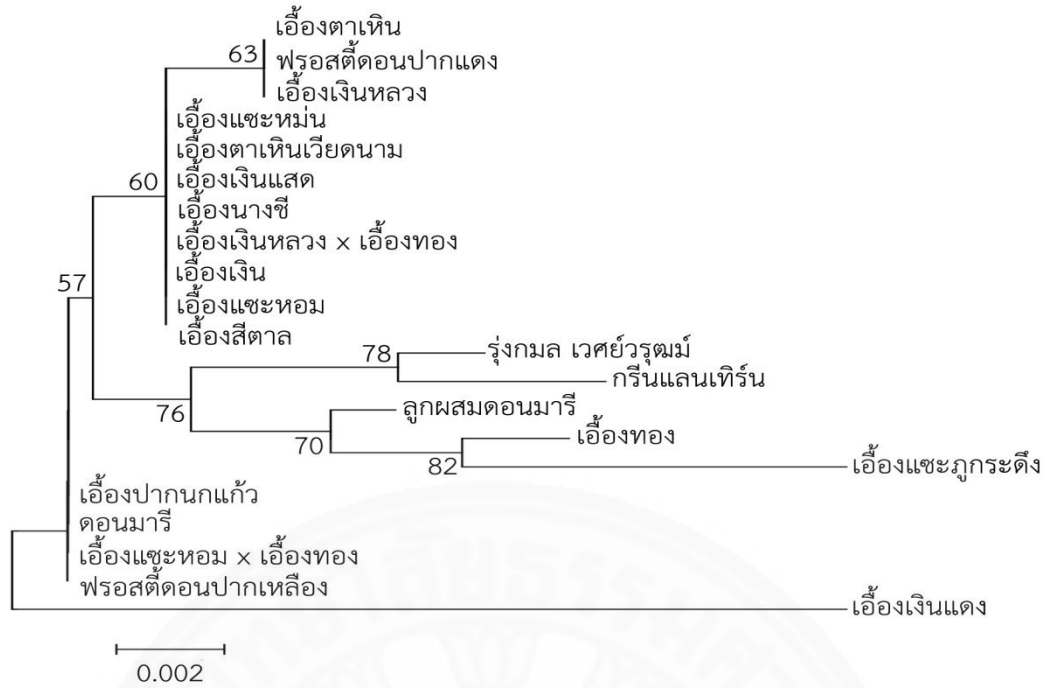 เอื้องตาเหิน
63
ฟรอสตี้ดอนปากแดง
เอื้องเงินหลวง
เอื้องแซะหม่น
เอื้องตาเหินเวียดนาม
60
เอื้องเงินแสด
เอื้องนางชี
เอื้องเงินหลวง × เอื้องทอง
57
เอื้องเงิน
เอื้องแซะหอม
เอื้องสีตาล
78
รุ่งกมล เวศย์วรุฒม์
กรีนแลนเทิร์น
76
ลูกผสมดอนมารี
70
เอื้องทอง
82
เอื้องแซะภูกระดึง
เอื้องปากนกแก้ว
ดอนมารี
เอื้องแซะหอม × เอื้องทอง
ฟรอสตี้ดอนปากเหลือง
เอื้องเงินแดง
0.002